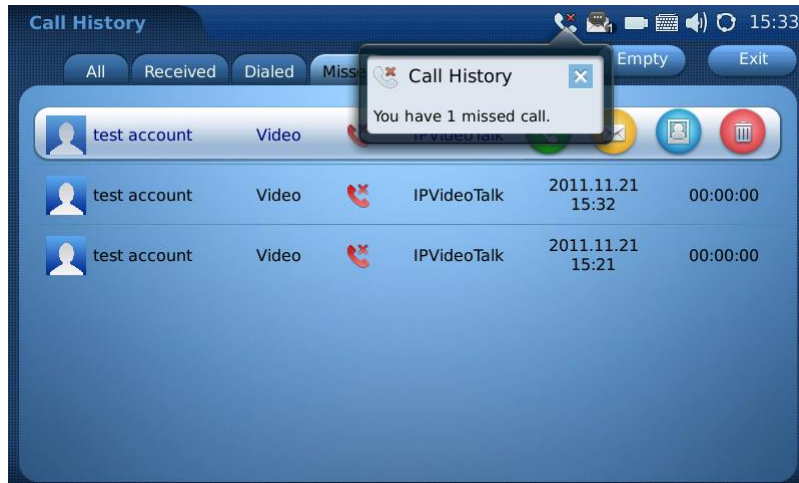 Call History
1
15:33
All
Received
Dialed
Empty
Exit
Call History
You have 1 missed call.
test account Video
test account Video IPVideoTalk 2011.11.21 00:00:00
15:32
test account Video IPVideoTalk 2011.11.21 00:00:00
15:21